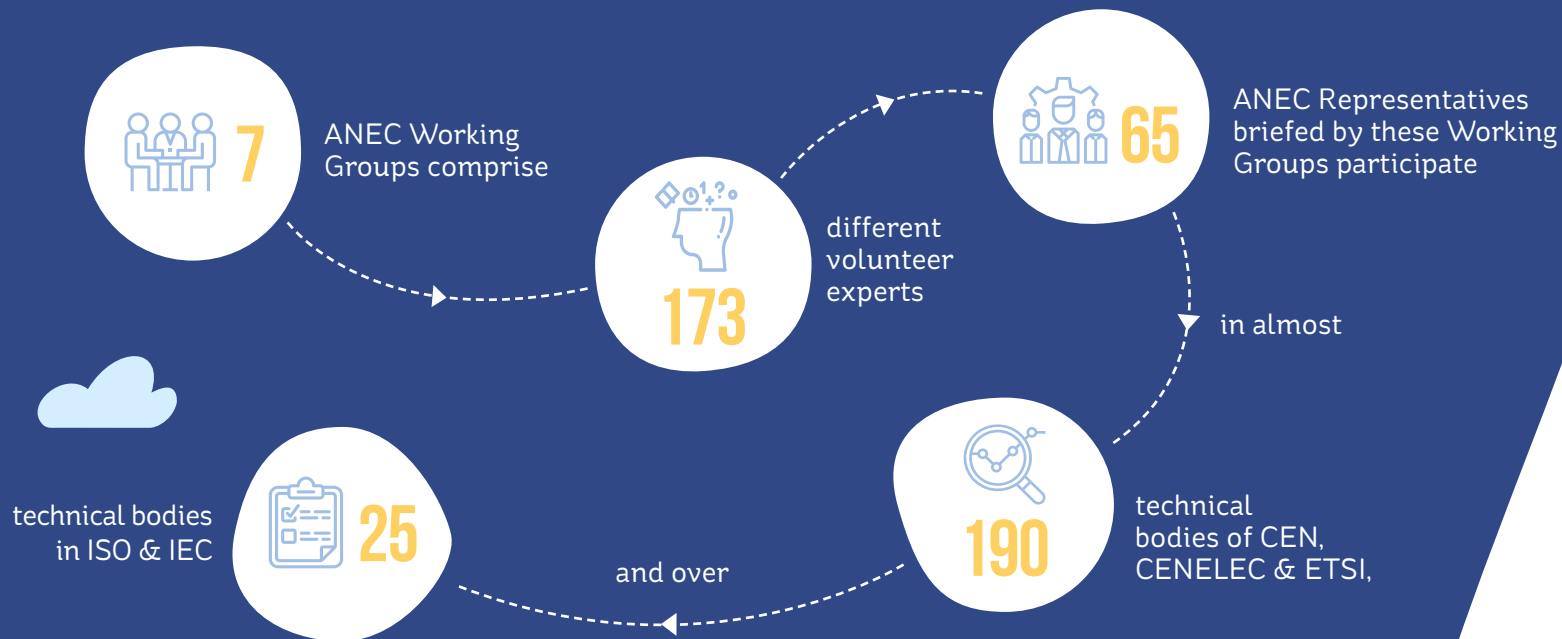 7
ANEC Working
Groups comprise
173
different
volunteer
experts
65
ANEC Representatives
briefed by these Working
Groups participate
in almost
190
technical
bodies of CEN,
CENELEC & ETSI,
and over
25
technical bodies
in ISO & IEC